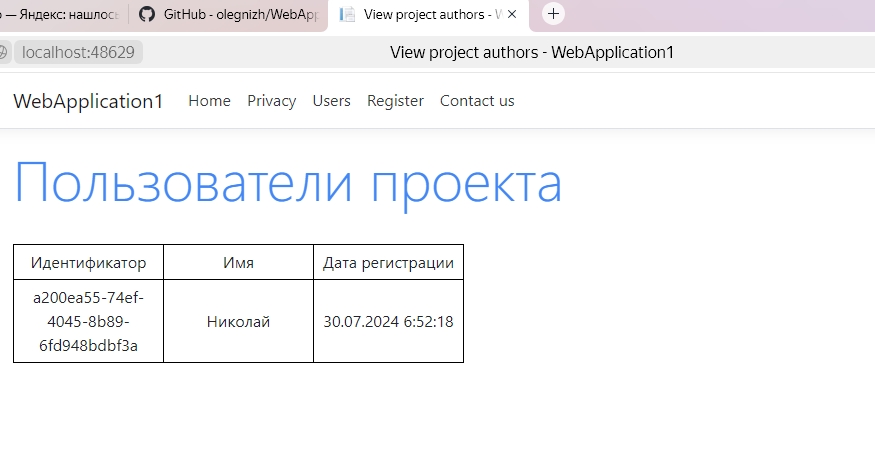 — Яндекс: нашлось
GitHub - olegnizh/WebApp
View project authors - W
localhost:48629
View project authors - WebApplication1
WebApplication1 Home Privacy Users Register Contact us
Пользователи проекта
Идентификатор Имя Дата регистрации
a200ea55-74ef-
4045-8b89-
6fd948bdbf3a
Николай
30.07.2024 6:52:18